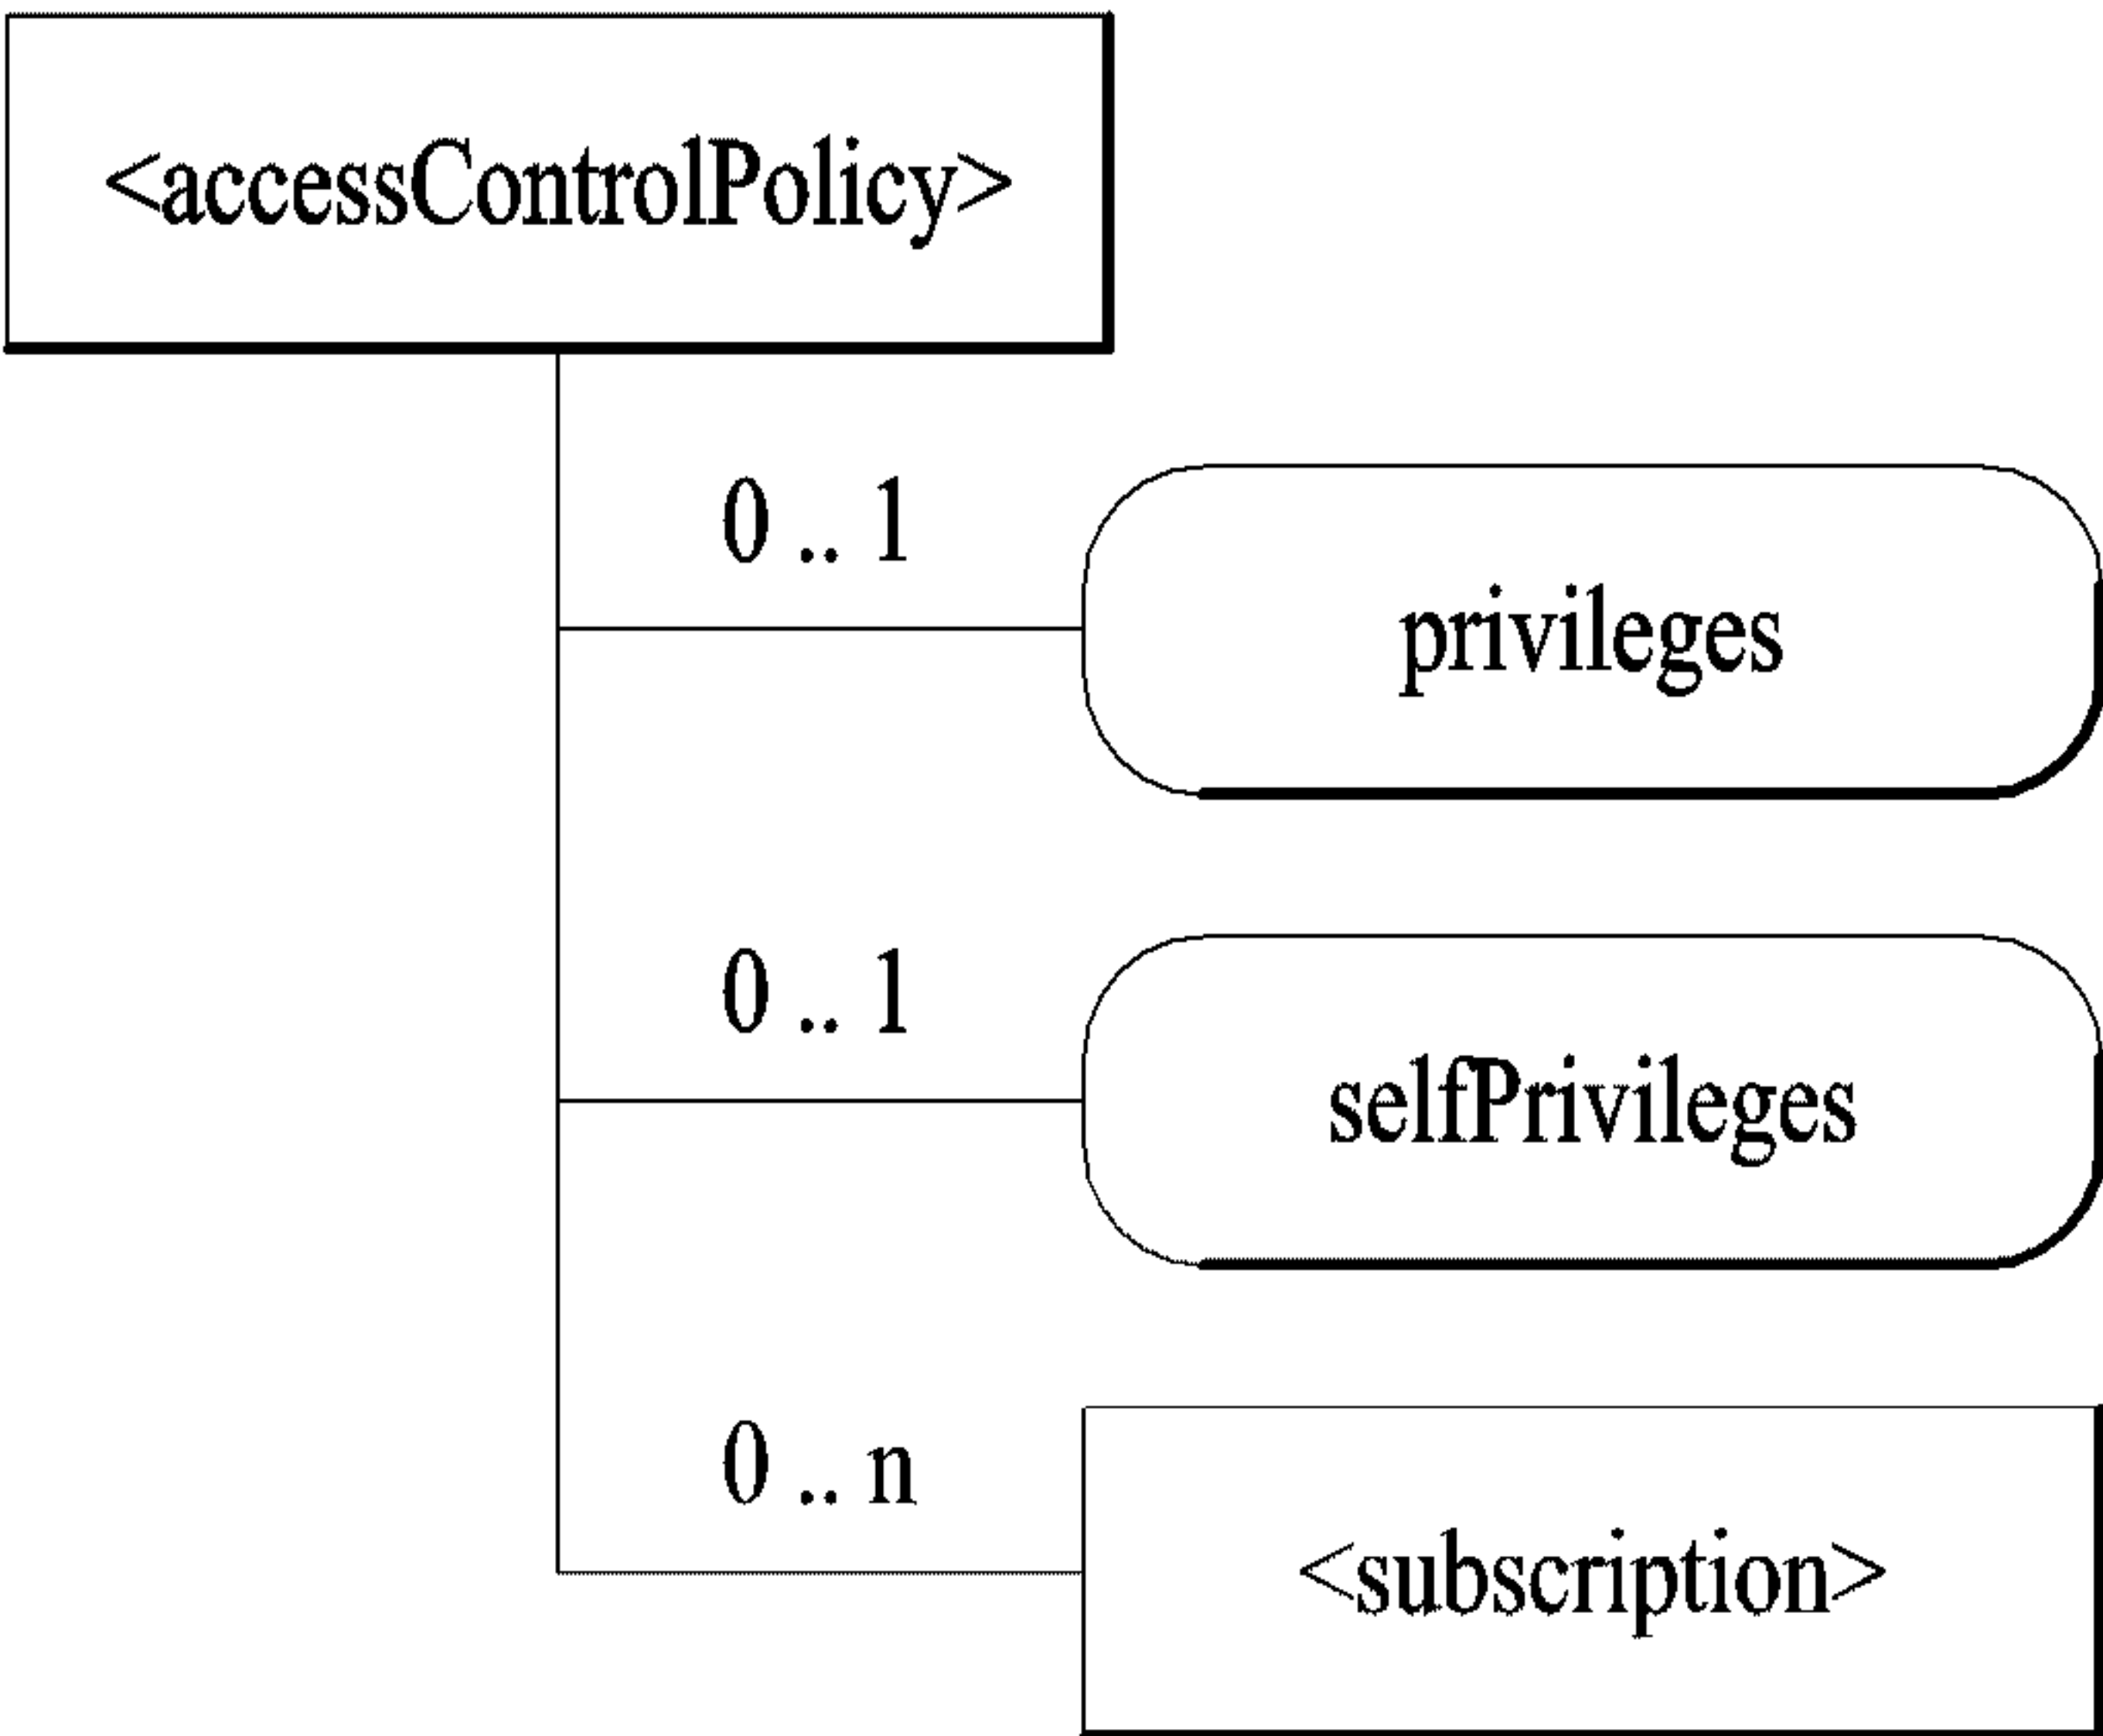 <accessControlPolicy>
0 .. 1
privileges
0 .. 1
selfPrivileges
0 .. n
<subscription>